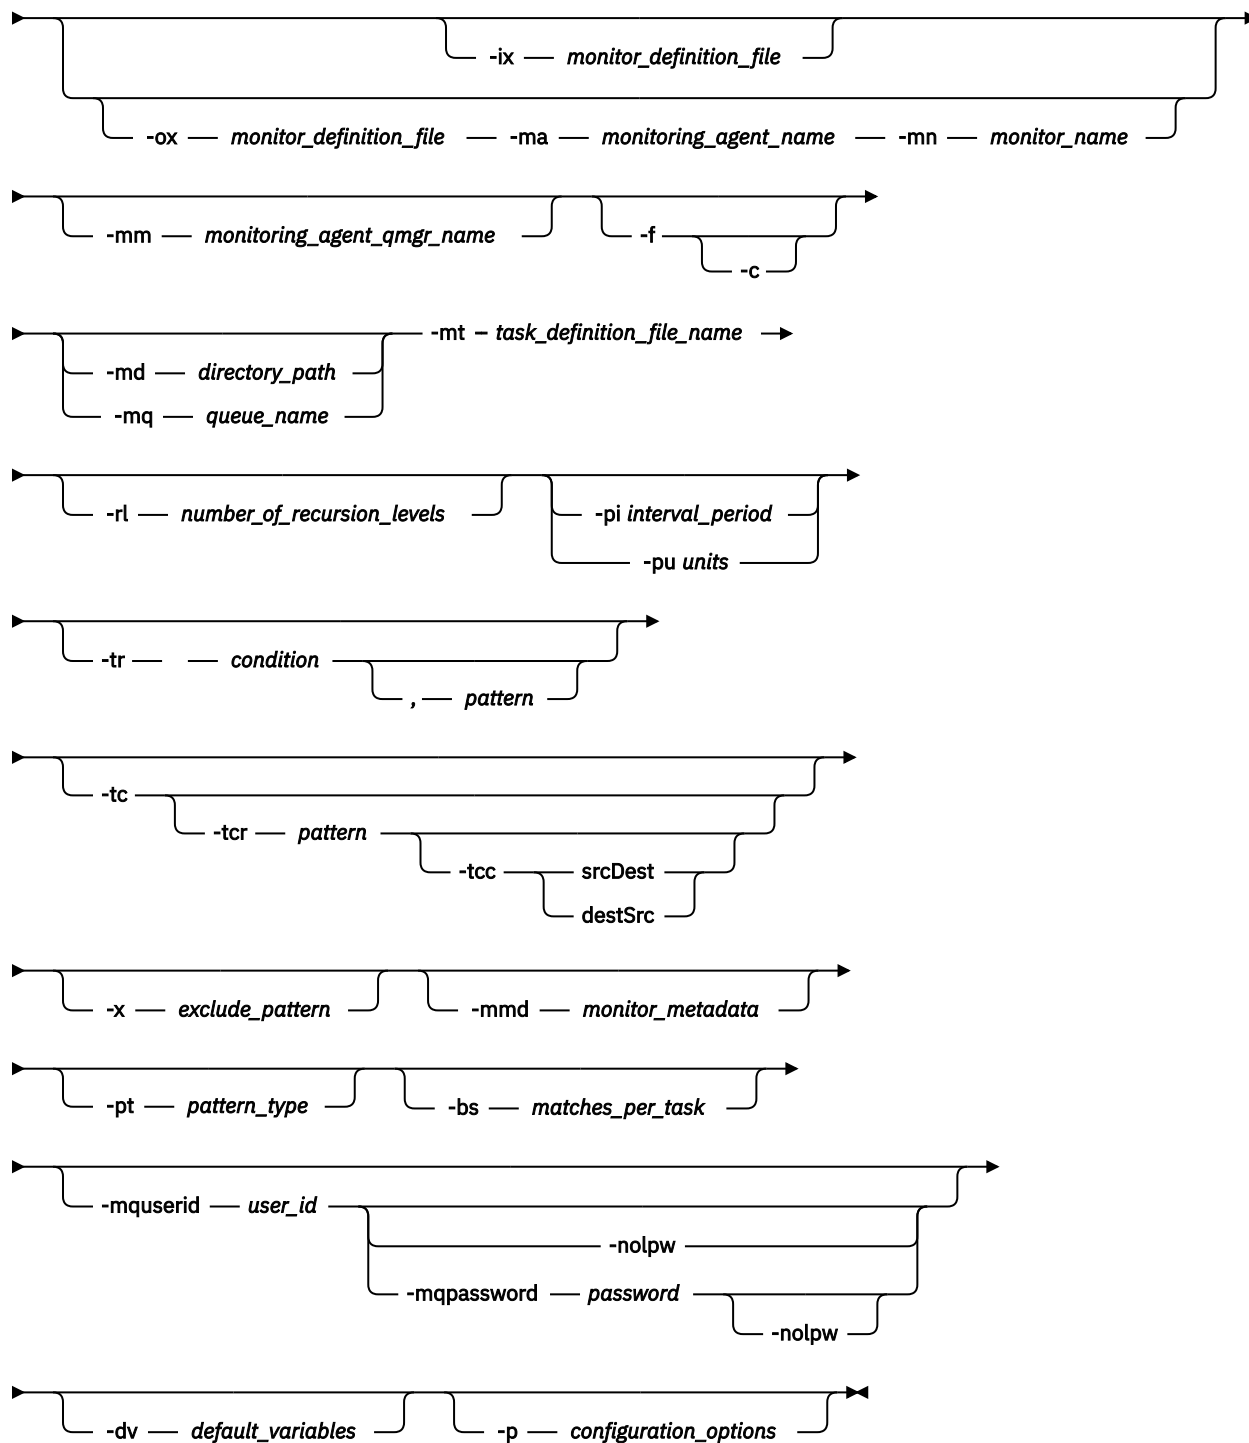 -ix monitor_definition_file
-ox monitor_definition_file -ma monitoring_agent_name -mn monitor_name
-mm monitoring_agent_qmgr_name -f
-c
-mt task_definition_file_name
-md directory_path
-mq queue_name
-rl number_of_recursion_levels -pi interval_period
-pu units
-tr condition
, pattern
-tc
-tcr pattern
-tcc srcDest
destSrc
-x exclude_pattern -mmd monitor_metadata
-pt pattern_type -bs matches_per_task
-mquserid user_id
-nolpw
-mqpassword password
-nolpw
-dv default_variables -p configuration_options